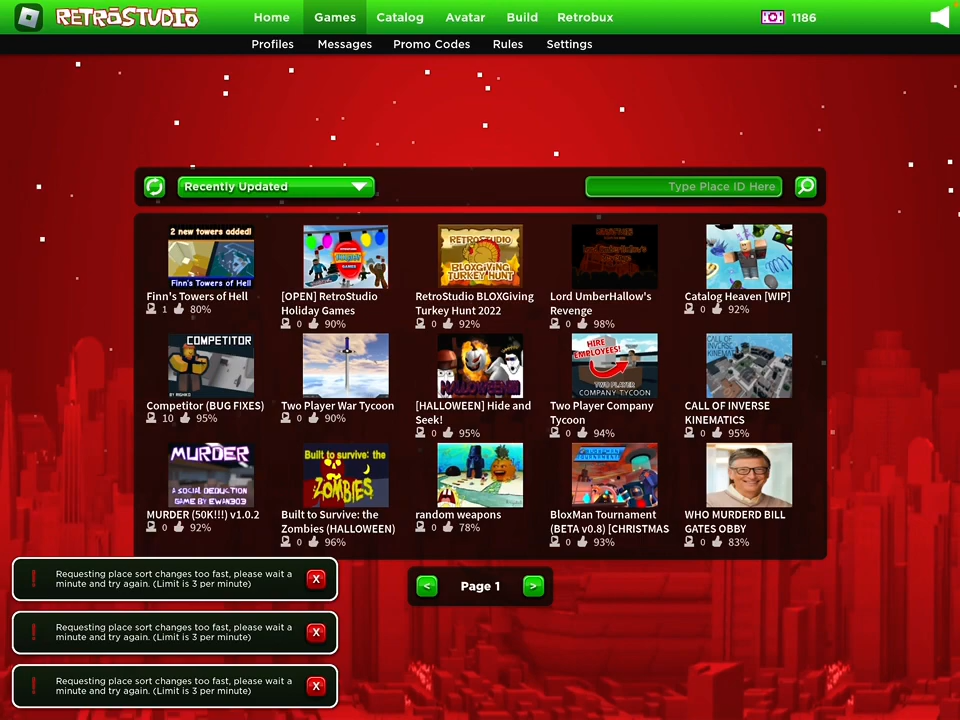 RETROSTUDIO
Home
Games
Catalog
Avatar
Build
Retrobux
1186
Profiles
Messages
Promo Codes
Rules
Settings
Recently Updated
Type Place ID Here
2 new towers added!
Finn's Towers of Hell
HOLIDAY
GAMES
RETROSTUDIO
BLOXGIVING
TURKEY HUNT
Finn's Towers of Hell
1 80%
[OPEN] RetroStudio
Holiday Games
0 90%
RetroStudio BLOXGiving
Turkey Hunt 2022
0 92%
Lord UmberHallow's
Revenge
0 98%
Catalog Heaven [WIP]
0 92%
COMPETITOR
HALLOWEEN
HIRE
EMPLOYEES!
TWO PLAYER
COMPANY TYCOON
CALL OF
INVERSE
KINEMAT
Competitor (BUG FIXES)
10 95%
Two Player War Tycoon
0 90%
[HALLOWEEN] Hide and
Seek!
0 95%
Two Player Company
Tycoon
0 94%
CALL OF INVERSE
KINEMATICS
0 95%
MURDER
A SOCIAL DEDUCTION
GAME BY EWAN303
Built to survive: the
ZOMBIES
TOURNAMENT
MURDER (50K!!!) v1.0.2
0 92%
Built to Survive: the
Zombies (HALLOWEEN)
0 96%
random weapons
0 78%
BloxMan Tournament
(BETA v0.8) [CHRISTMAS
0 93%
WHO MURDERD BILL
GATES OBBY
0 83%
Requesting place sort changes too fast, please wait a
minute and try again. (Limit is 3 per minute)
X
Requesting place sort changes too fast, please wait a
minute and try again. (Limit is 3 per minute)
X
Requesting place sort changes too fast, please wait a
minute and try again. (Limit is 3 per minute)
X
<
Page 1
>